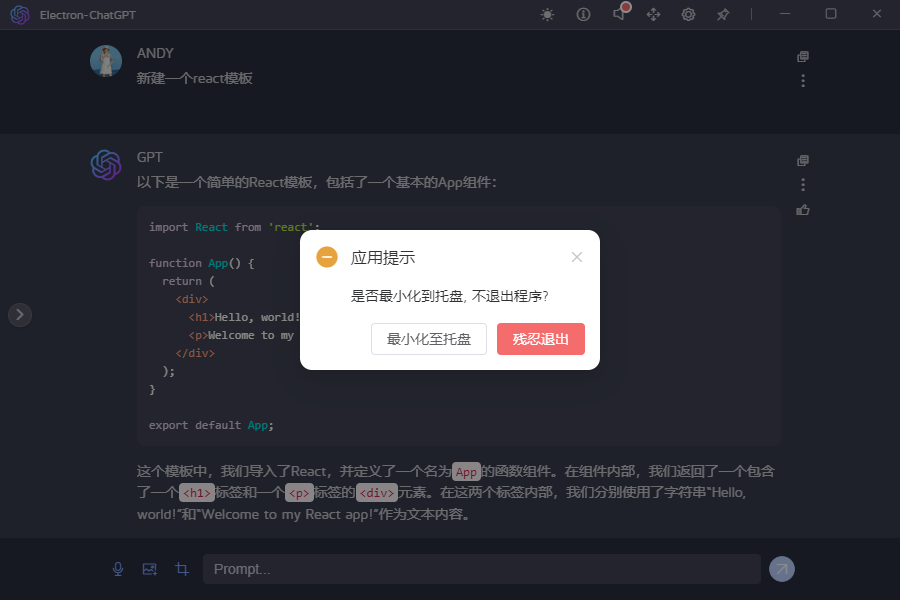 Electron-ChatGPT
ANDY
新建一个react模板
GPT
以下是一个简单的React模板，包括了一个基本的App组件：
import React from 'react';
function App() {
return (
<div>
<h1>Hello, world!
<p>Welcome to my
</div>
);
}
export default App;
应用提示
是否最小化到托盘, 不退出程序?
最小化至托盘
残忍退出
这个模板中，我们导入了React，并定义了一个名为App的函数组件。在组件内部，我们返回了一个包含
了一个<h1>标签和一个<p>标签的<div>元素。在这两个标签内部，我们分别使用了字符串“Hello,
world!”和“Welcome to my React app!”作为文本内容。
Prompt...